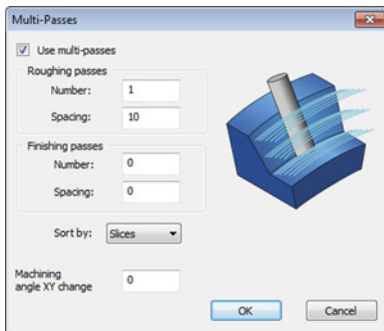 Multi-Passes
Use multi-passes
Roughing passes
Number: 1
Spacing: 10
Finishing passes
Number: 0
Spacing: 0
Sort by: Slices
Machining
angle XY change 0
OK Cancel